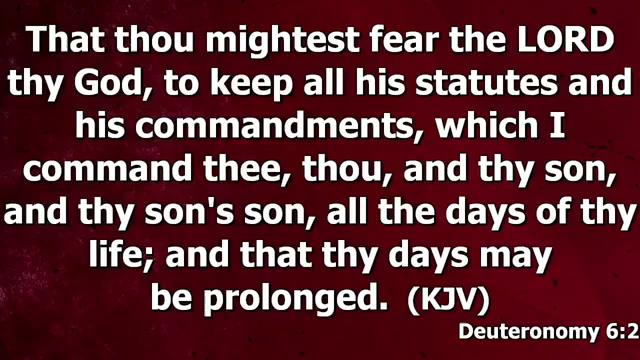 That thou mightest fear the LORD
thy God, to keep all his statutes and
his commandments, which I
command thee, thou, and thy son,
and thy son's son, all the days of thy
life; and that thy days may
be prolonged. (KJV)
Deuteronomy 6:2